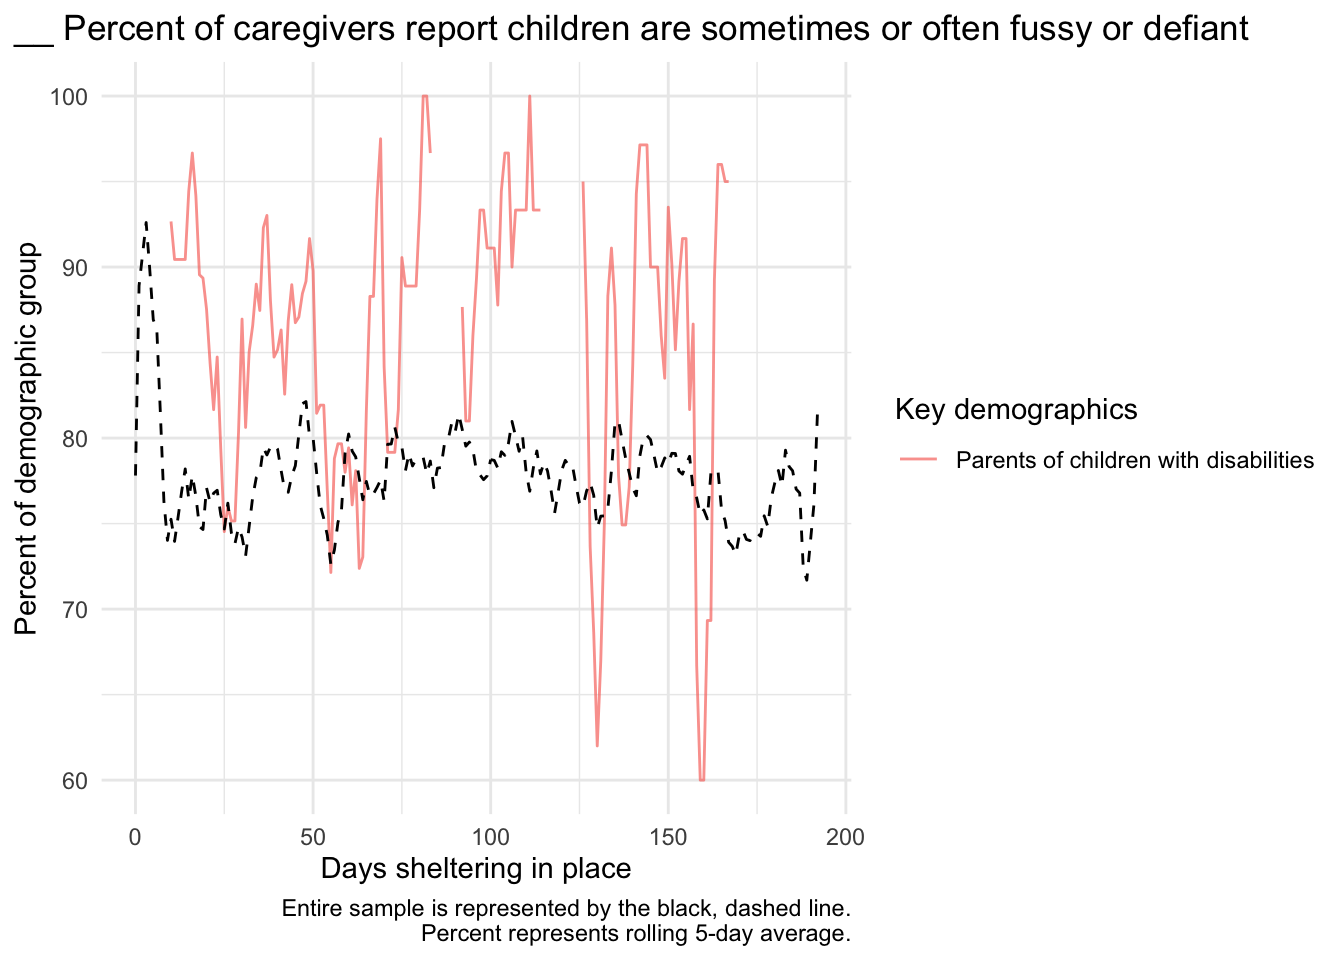 __ Percent of caregivers report children are sometimes or often fussy or defiant
Percent of demographic group
100
90
80
70
60
0 50 100 150 200
Days sheltering in place
Key demographics
Parents of children with disabilities
Entire sample is represented by the black, dashed line.
Percent represents rolling 5-day average.